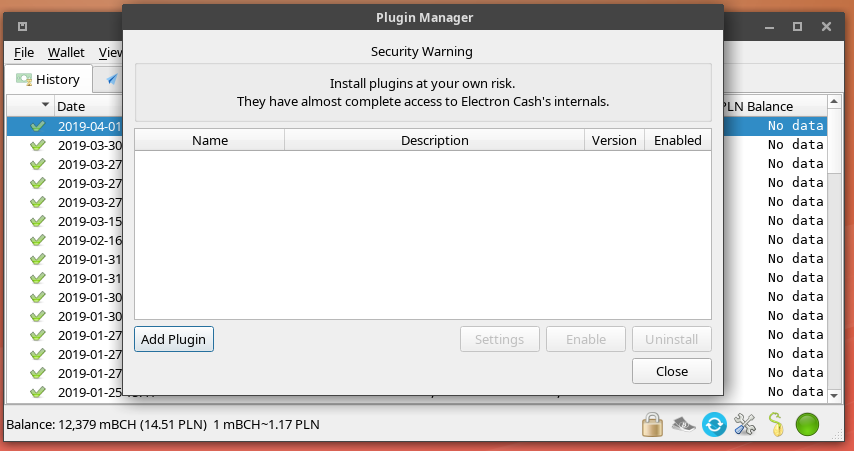 Plugin Manager
File Wallet View
Security Warning
Install plugins at your own risk.
They have almost complete access to Electron Cash's internals.
History
Date
PLN Balance
Name Description Version Enabled
2019-04-01 No data
2019-03-30 No data
2019-03-27 No data
2019-03-27 No data
2019-03-27 No data
2019-03-15 No data
2019-02-16 No data
2019-01-31 No data
2019-01-31 No data
2019-01-30 No data
2019-01-30 No data
2019-01-27 No data
2019-01-27 No data
2019-01-27 No data
2019-01-25 No data
Add Plugin Settings Enable Uninstall
Close
Balance: 12,379 mBCH (14.51 PLN) 1 mBCH~1.17 PLN